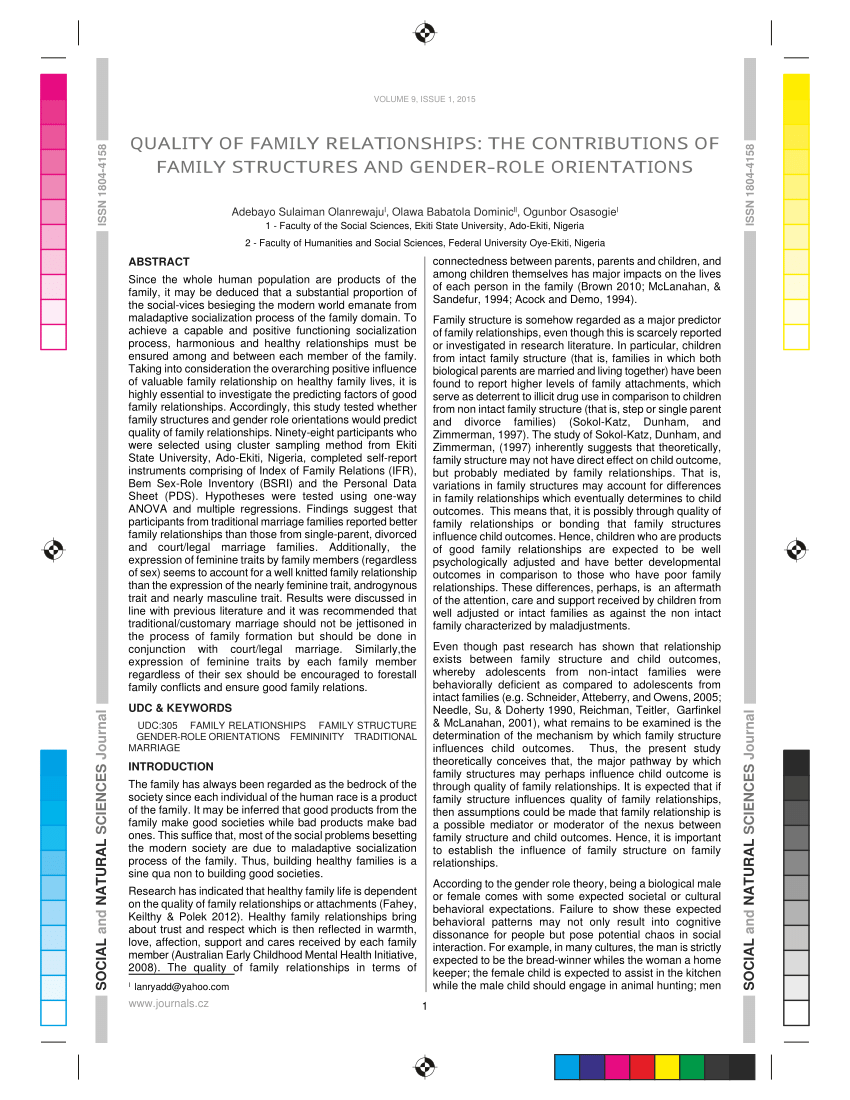 VOLUME 9, ISSUE 1, 2015
QUALITY OF FAMILY RELATIONSHIPS: THE CONTRIBUTIONS OF
FAMILY STRUCTURES AND GENDER-ROLE ORIENTATIONS
Adebayo Sulaiman Olanrewajuᴵ, Olawa Babatola Dominicᴵᴵ, Ogunbor Osasogieᴵ
1 - Faculty of the Social Sciences, Ekiti State University, Ado-Ekiti, Nigeria
2 - Faculty of Humanities and Social Sciences, Federal University Oye-Ekiti, Nigeria
ABSTRACT
Since the whole human population are products of the
family, it may be deduced that a substantial proportion of
the social-vices besieging the modern world emanate from
maladaptive socialization process of the family domain. To
achieve a capable and positive functioning socialization
process, harmonious and healthy relationships must be
ensured among and between each member of the family.
Taking into consideration the overarching positive influence
of valuable family relationship on healthy family lives, it is
highly essential to investigate the predicting factors of good
family relationships. Accordingly, this study tested whether
family structures and gender role orientations would predict
quality of family relationships. Ninety-eight participants who
were selected using cluster sampling method from Ekiti
State University, Ado-Ekiti, Nigeria, completed self-report
instruments comprising of Index of Family Relations (IFR),
Bem Sex-Role Inventory (BSRI) and the Personal Data
Sheet (PDS). Hypotheses were tested using one-way
ANOVA and multiple regressions. Findings suggest that
participants from traditional marriage families reported better
family relationships than those from single-parent, divorced
and court/legal marriage families. Additionally, the
expression of feminine traits by family members (regardless
of sex) seems to account for a well knitted family relationship
than the expression of the nearly feminine trait, androgynous
trait and nearly masculine trait. Results were discussed in
line with previous literature and it was recommended that
traditional/customary marriage should not be jettisoned in
the process of family formation but should be done in
conjunction with court/legal marriage. Similarly,the
expression of feminine traits by each family member
regardless of their sex should be encouraged to forestall
family conflicts and ensure good family relations.
UDC & KEYWORDS
UDC:305 FAMILY RELATIONSHIPS FAMILY STRUCTURE
GENDER-ROLE ORIENTATIONS FEMININITY TRADITIONAL
MARRIAGE
INTRODUCTION
The family has always been regarded as the bedrock of the
society since each individual of the human race is a product
of the family. It may be inferred that good products from the
family make good societies while bad products make bad
ones. This suffice that, most of the social problems besetting
the modern society are due to maladaptive socialization
process of the family. Thus, building healthy families is a
sine qua non to building good societies.
Research has indicated that healthy family life is dependent
on the quality of family relationships or attachments (Fahey,
Keilthy & Polek 2012). Healthy family relationships bring
about trust and respect which is then reflected in warmth,
love, affection, support and cares received by each family
member (Australian Early Childhood Mental Health Initiative,
2008). The quality of family relationships in terms of
ᴵ lanryadd@yahoo.com
connectedness between parents, parents and children, and
among children themselves has major impacts on the lives
of each person in the family (Brown 2010; McLanahan, &
Sandefur, 1994; Acock and Demo, 1994).
Family structure is somehow regarded as a major predictor
of family relationships, even though this is scarcely reported
or investigated in research literature. In particular, children
from intact family structure (that is, families in which both
biological parents are married and living together) have been
found to report higher levels of family attachments, which
serve as deterrent to illicit drug use in comparison to children
from non intact family structure (that is, step or single parent
and divorce families) (Sokol-Katz, Dunham, and
Zimmerman, 1997). The study of Sokol-Katz, Dunham, and
Zimmerman, (1997) inherently suggests that theoretically,
family structure may not have direct effect on child outcome,
but probably mediated by family relationships. That is,
variations in family structures may account for differences
in family relationships which eventually determines to child
outcomes. This means that, it is possibly through quality of
family relationships or bonding that family structures
influence child outcomes. Hence, children who are products
of good family relationships are expected to be well
psychologically adjusted and have better developmental
outcomes in comparison to those who have poor family
relationships. These differences, perhaps, is an aftermath
of the attention, care and support received by children from
well adjusted or intact families as against the non intact
family characterized by maladjustments.
Even though past research has shown that relationship
exists between family structure and child outcomes,
whereby adolescents from non-intact families were
behaviorally deficient as compared to adolescents from
intact families (e.g. Schneider, Atteberry, and Owens, 2005;
Needle, Su, & Doherty 1990, Reichman, Teitler, Garfinkel
& McLanahan, 2001), what remains to be examined is the
determination of the mechanism by which family structure
influences child outcomes. Thus, the present study
theoretically conceives that, the major pathway by which
family structures may perhaps influence child outcome is
through quality of family relationships. It is expected that if
family structure influences quality of family relationships,
then assumptions could be made that family relationship is
a possible mediator or moderator of the nexus between
family structure and child outcomes. Hence, it is important
to establish the influence of family structure on family
relationships.
According to the gender role theory, being a biological male
or female comes with some expected societal or cultural
behavioral expectations. Failure to show these expected
behavioral patterns may not only result into cognitive
dissonance for people but pose potential chaos in social
interaction. For example, in many cultures, the man is strictly
expected to be the bread-winner whiles the woman a home
keeper; the female child is expected to assist in the kitchen
while the male child should engage in animal hunting; men
www.journals.cz
1
ISSN 1804-4158
SOCIAL and NATURAL SCIENCES Journal
ISSN 1804-4158
SOCIAL and NATURAL SCIENCES Journal